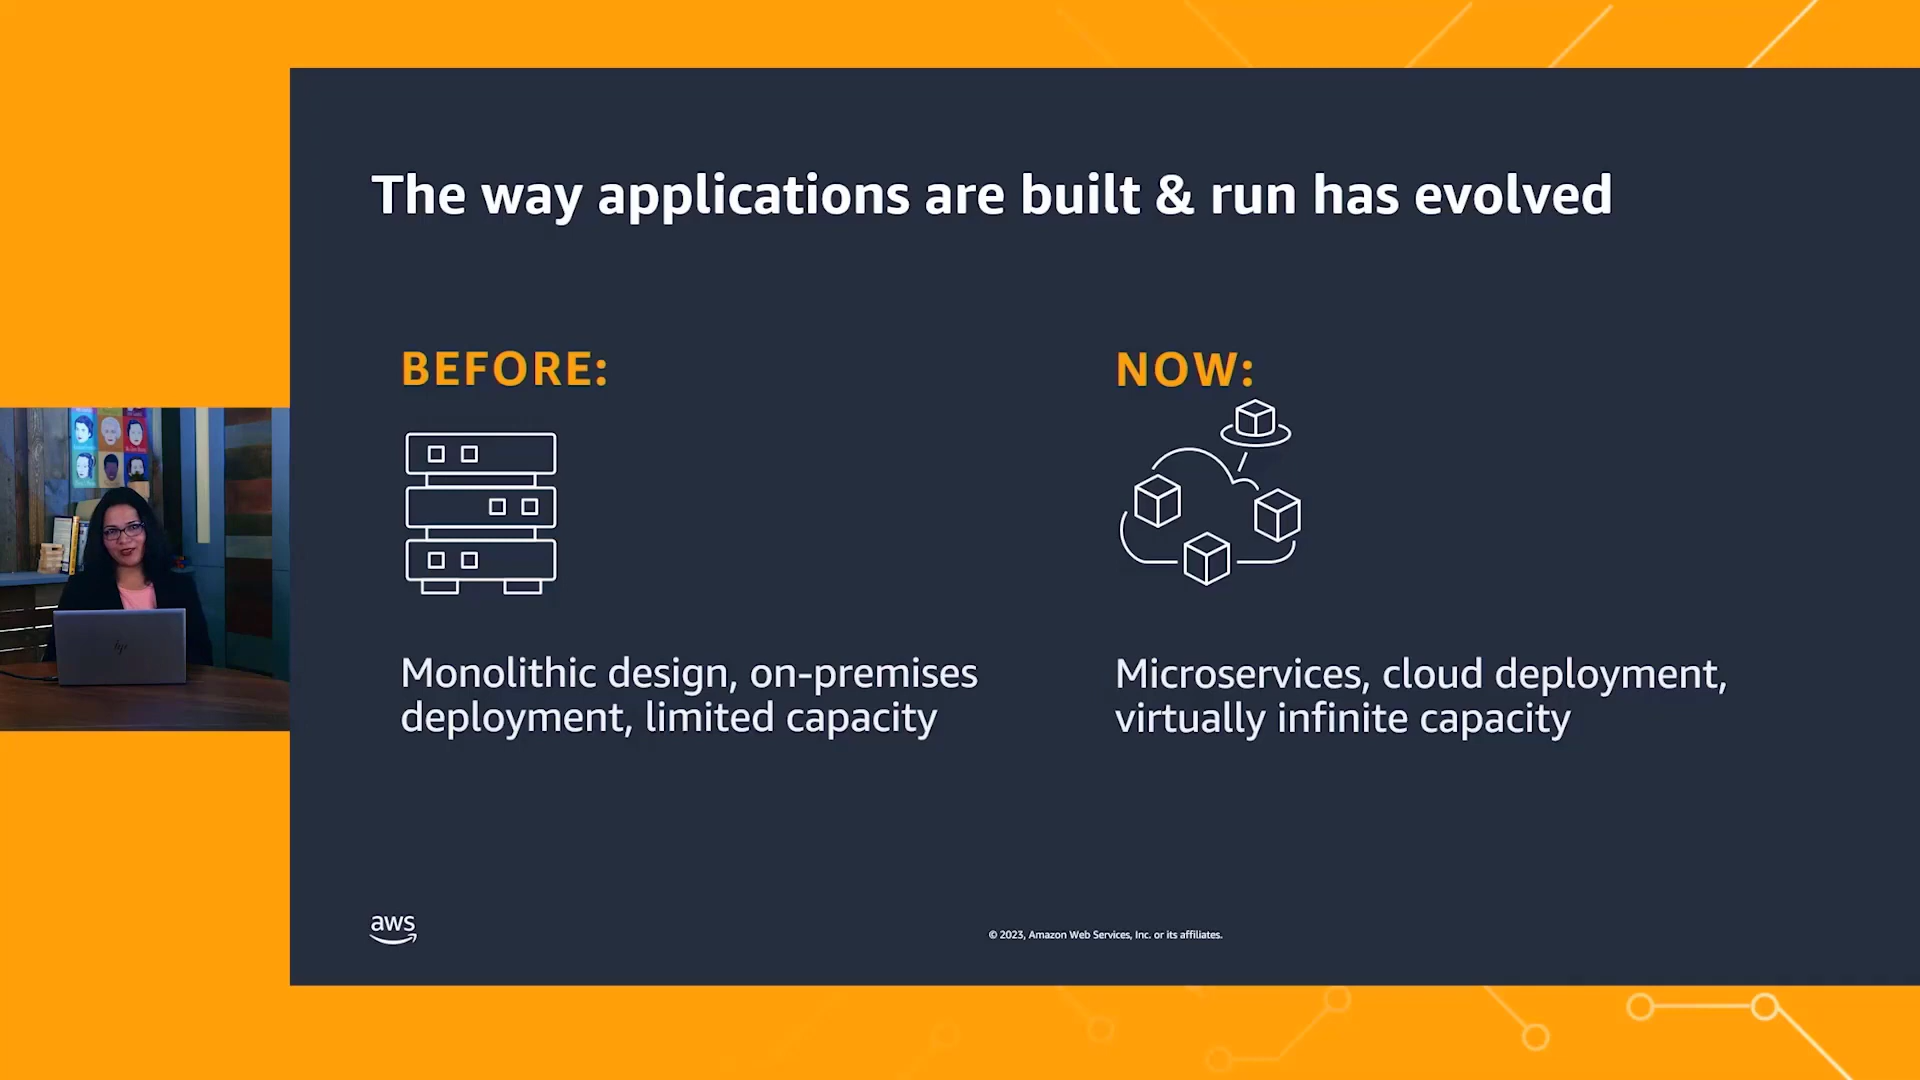 The way applications are built & run has evolved
BEFORE:
Monolithic design, on-premises
deployment, limited capacity
NOW:
Microservices, cloud deployment,
virtually infinite capacity
hp
aws
© 2023, Amazon Web Services, Inc. or its affiliates.